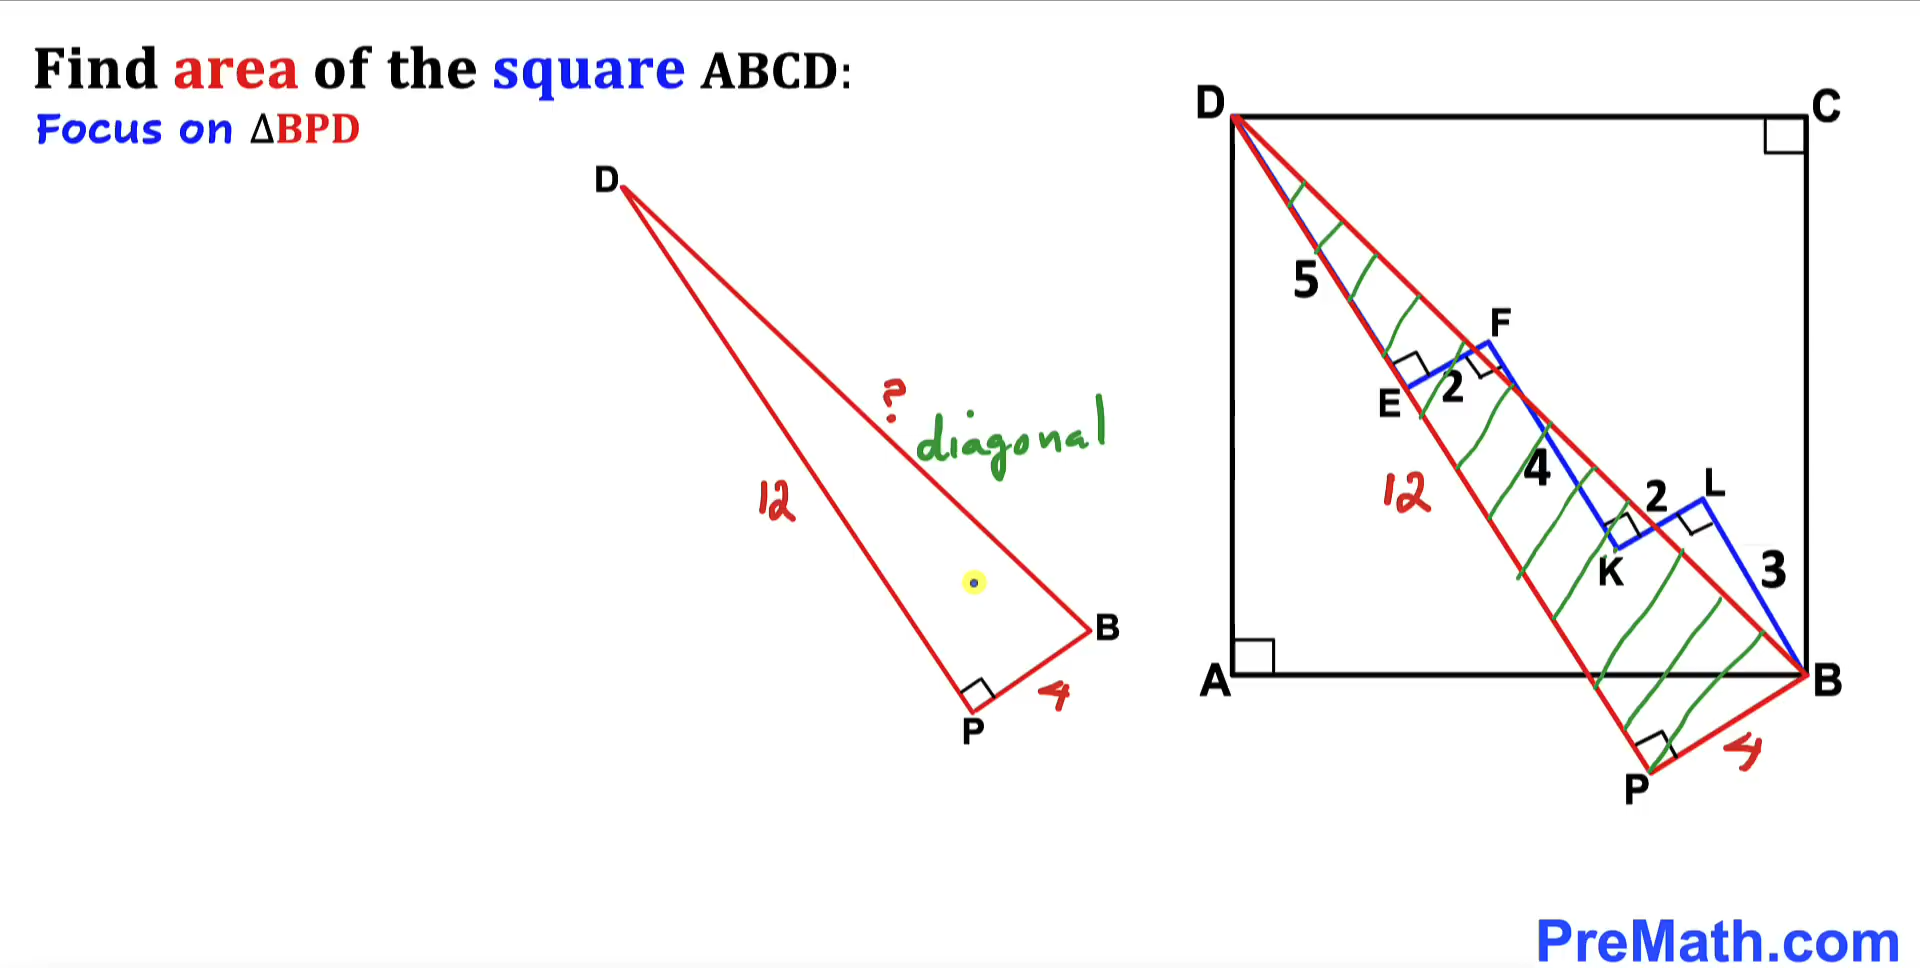 Find area of the square ABCD:
Focus on ΔBPD
D
?
diagonal
12
B
4
P
D
C
5
F
E
2
4
12
2
L
K
3
A
B
4
P
PreMath.com